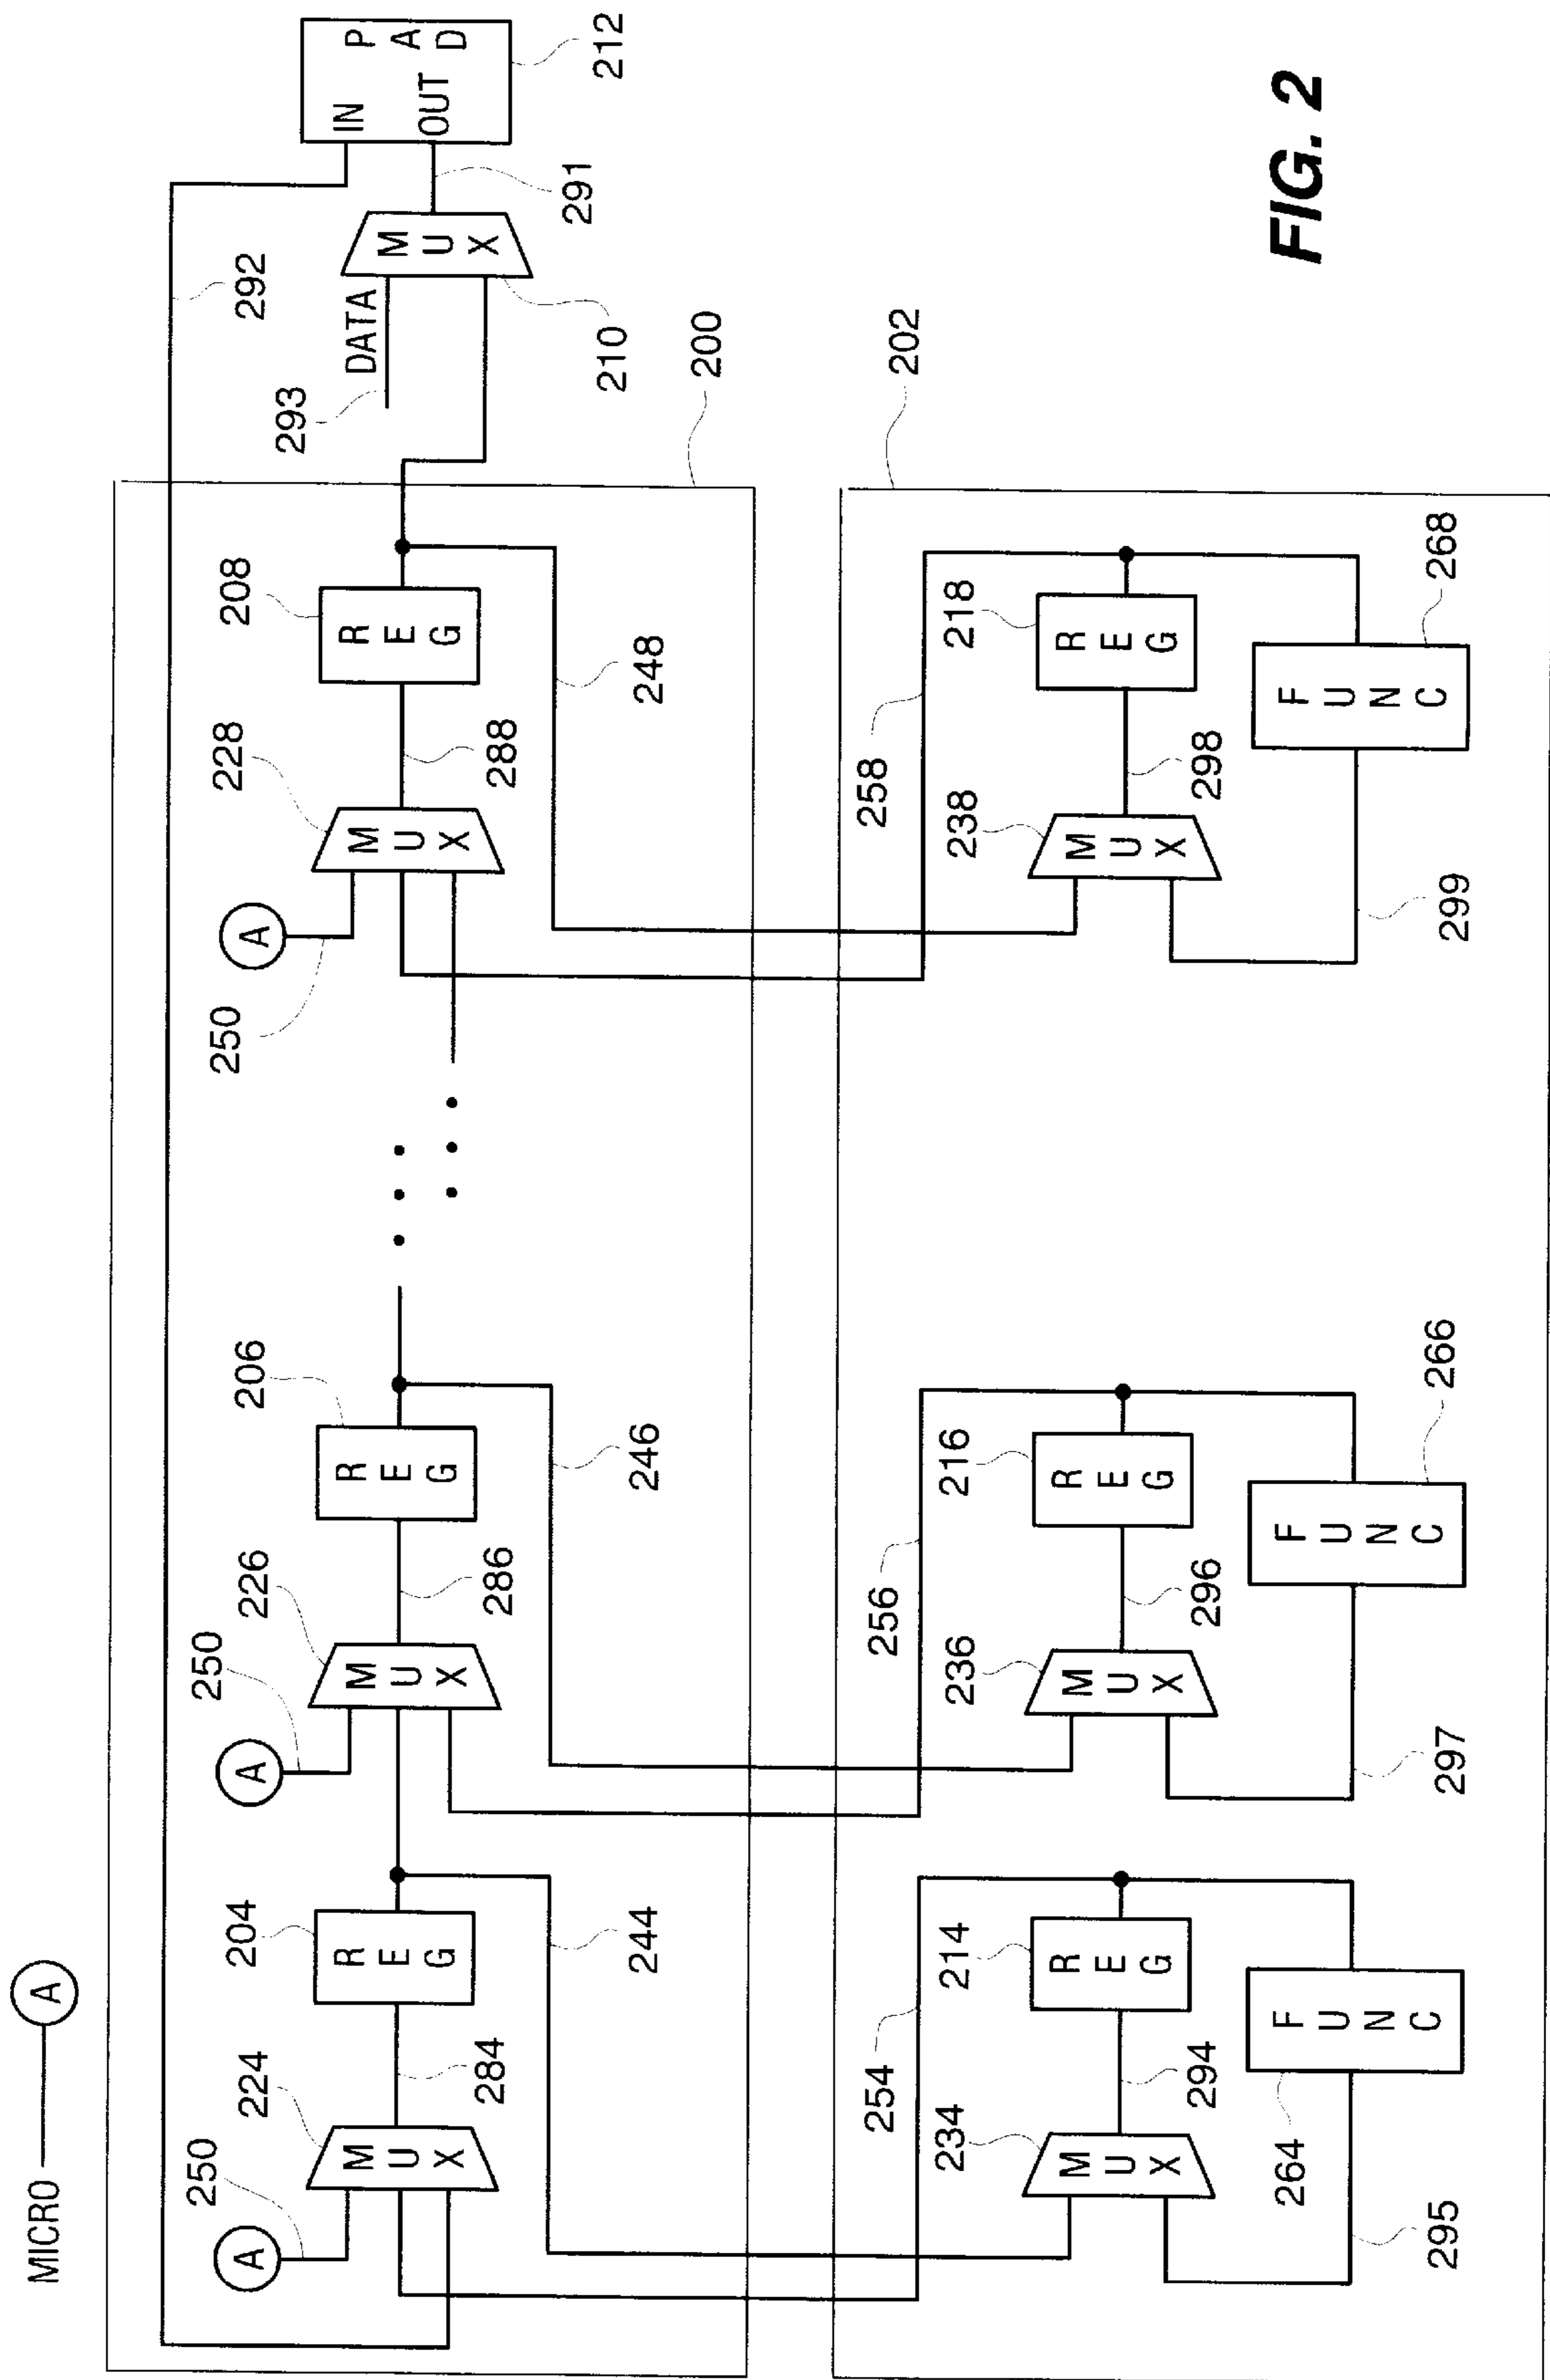 MICRO
A
292
IN
PAD
OUT
212
291
MUX
DATA
293
210
200
A
250
224
MUX
284
204
REG
244
A
250
226
MUX
286
206
REG
246
A
250
228
MUX
288
208
REG
248
202
254
234
MUX
294
214
REG
264
FUNC
295
256
236
MUX
296
216
REG
266
FUNC
297
258
238
MUX
298
218
REG
268
FUNC
299
FIG. 2